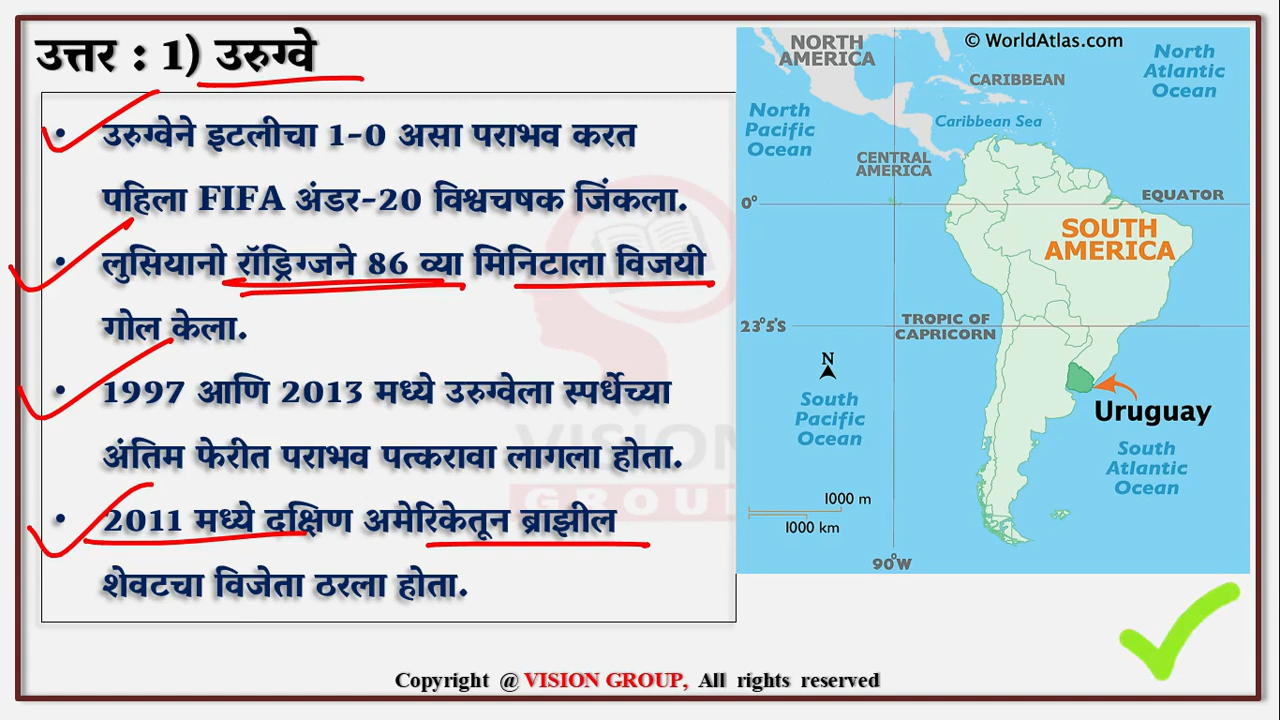 उत्तर : 1) उरुग्वे
• उरुग्वेने इटलीचा 1-0 असा पराभव करत
पहिला FIFA अंडर-20 विश्वचषक जिंकला.
• लुसियानो रॉड्रिग्जने 86 व्या मिनिटाला विजयी
गोल केला.
• 1997 आणि 2013 मध्ये उरुग्वेला स्पर्धेच्या
अंतिम फेरीत पराभव पत्करावा लागला होता.
• 2011 मध्ये दक्षिण अमेरिकेतून ब्राझील
शेवटचा विजेता ठरला होता.
VISION
GROUP
© WorldAtlas.com
NORTH
AMERICA
North
Atlantic
Ocean
CARIBBEAN
North
Pacific
Ocean
Caribbean Sea
CENTRAL
AMERICA
EQUATOR
0°
SOUTH
AMERICA
TROPIC OF
CAPRICORN
23°5'S
N
South
Pacific
Ocean
Uruguay
South
Atlantic
Ocean
1000 m
1000 km
90°W
Copyright @ VISION GROUP, All rights reserved